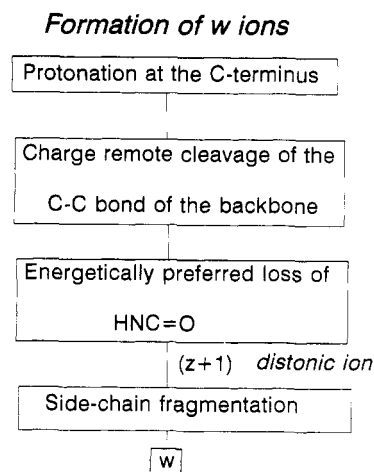 Formation of w ions
Protonation at the C-terminus
Charge remote cleavage of the
C-C bond of the backbone
Energetically preferred loss of
HNC=O
(z+1) distonic ion
Side-chain fragmentation
w